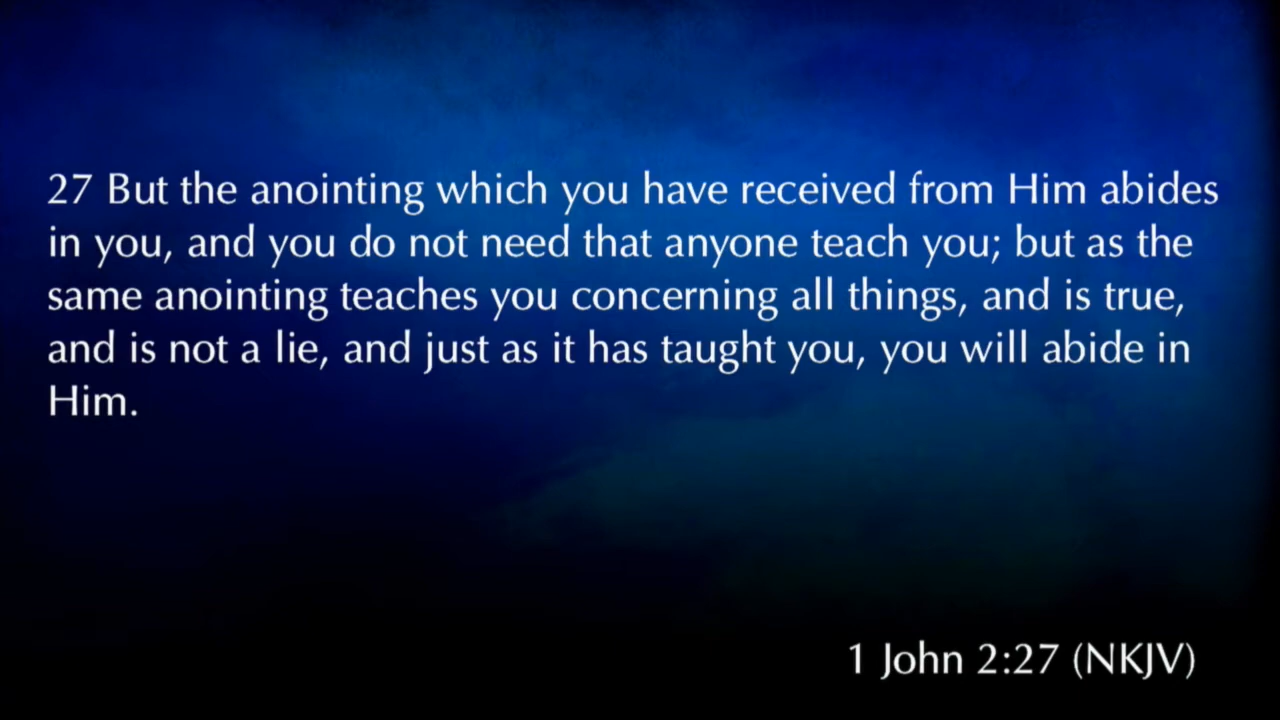 27 But the anointing which you have received from Him abides
in you, and you do not need that anyone teach you; but as the
same anointing teaches you concerning all things, and is true,
and is not a lie, and just as it has taught you, you will abide in
Him.
1 John 2:27 (NKJV)